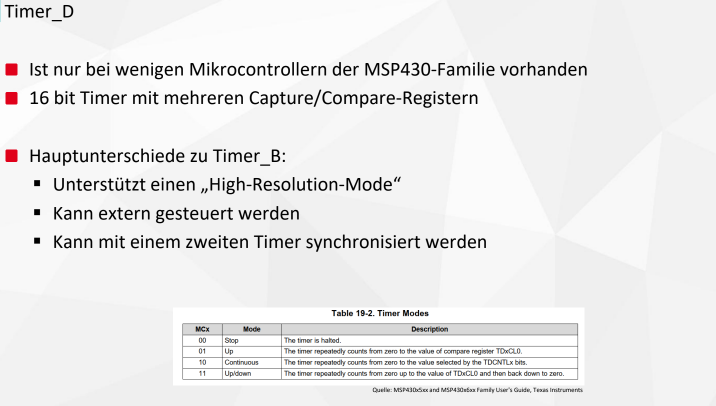 Timer_D
Ist nur bei wenigen Mikrocontrollern der MSP430-Familie vorhanden
16 bit Timer mit mehreren Capture/Compare-Registern
Hauptunterschiede zu Timer_B:
Unterstützt einen „High-Resolution-Mode“
Kann extern gesteuert werden
Kann mit einem zweiten Timer synchronisiert werden
Table 19-2. Timer Modes
MCx Mode Description
00 Stop The timer is halted.
01 Up The timer repeatedly counts from zero to the value of compare register TDxCL0.
10 Continuous The timer repeatedly counts from zero to the value selected by the TDCNTLx bits.
11 Up/down The timer repeatedly counts from zero up to the value of TDxCL0 and then back down to zero.
Quelle: MSP430x5xx and MSP430x6xx Family User's Guide, Texas Instruments